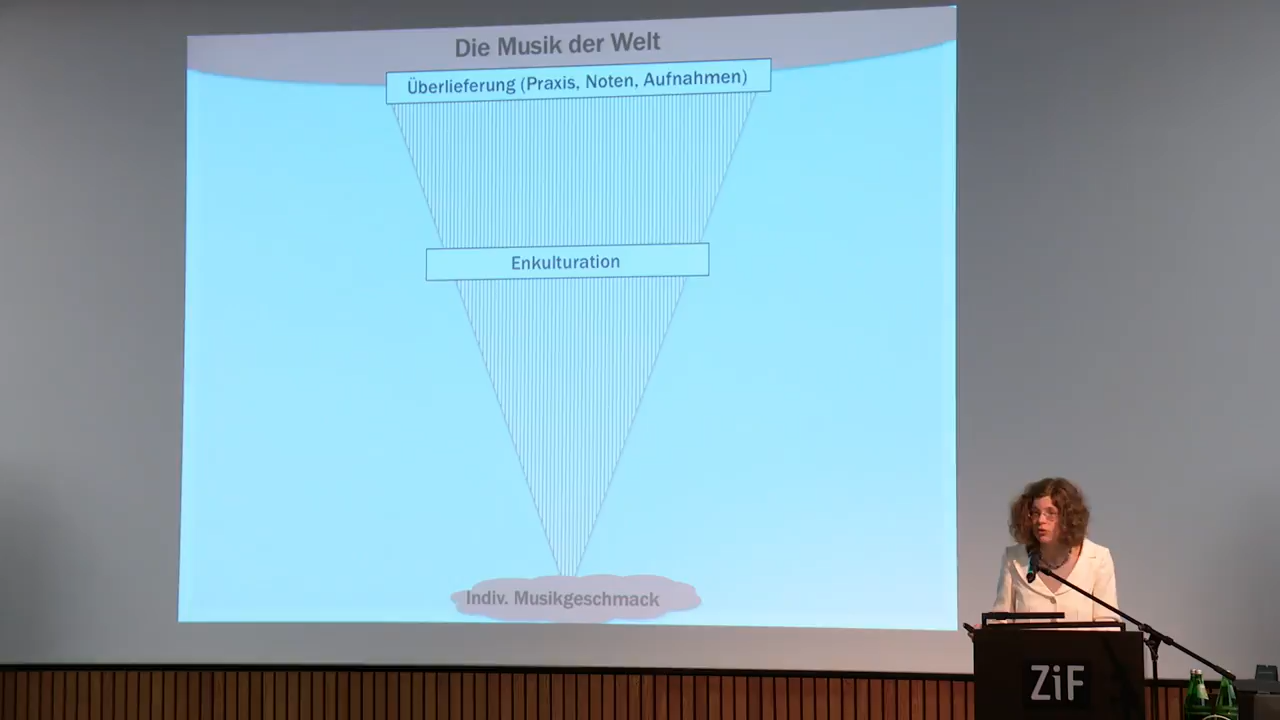 Die Musik der Welt
Überlieferung (Praxis, Noten, Aufnahmen)
Enkulturation
Indiv. Musikgeschmack
ZiF